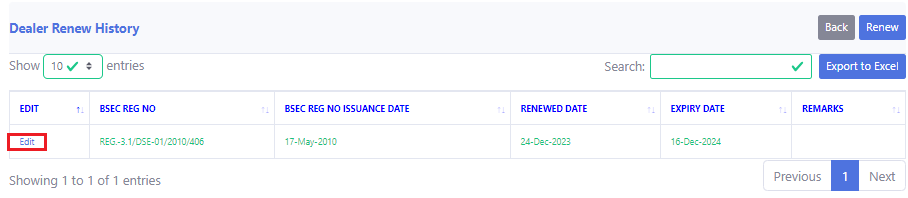 Dealer Renew History
Back
Renew
Show 10 entries
Search:
Export to Excel
EDIT BSEC REG NO BSEC REG NO ISSUANCE DATE RENEWED DATE EXPIRY DATE REMARKS
Edit REG.-3.1/DSE-01/2010/406 17-May-2010 24-Dec-2023 16-Dec-2024
Showing 1 to 1 of 1 entries
Previous 1 Next